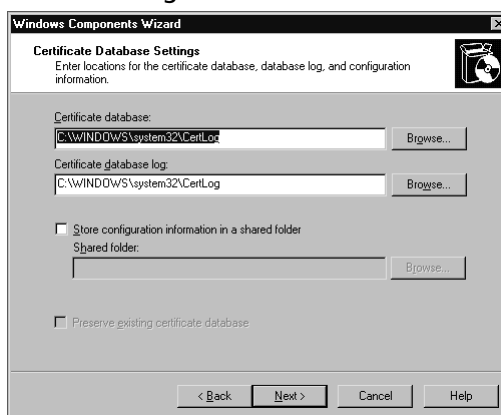 Windows Components Wizard
Certificate Database Settings
Enter locations for the certificate database, database log, and configuration
information.
Certificate database:
C:\WINDOWS\system32\CertLog
Browse...
Certificate database log:
C:\WINDOWS\system32\CertLog
Browse...
Store configuration information in a shared folder
Shared folder:
Browse...
Preserve existing certificate database
< Back
Next >
Cancel
Help